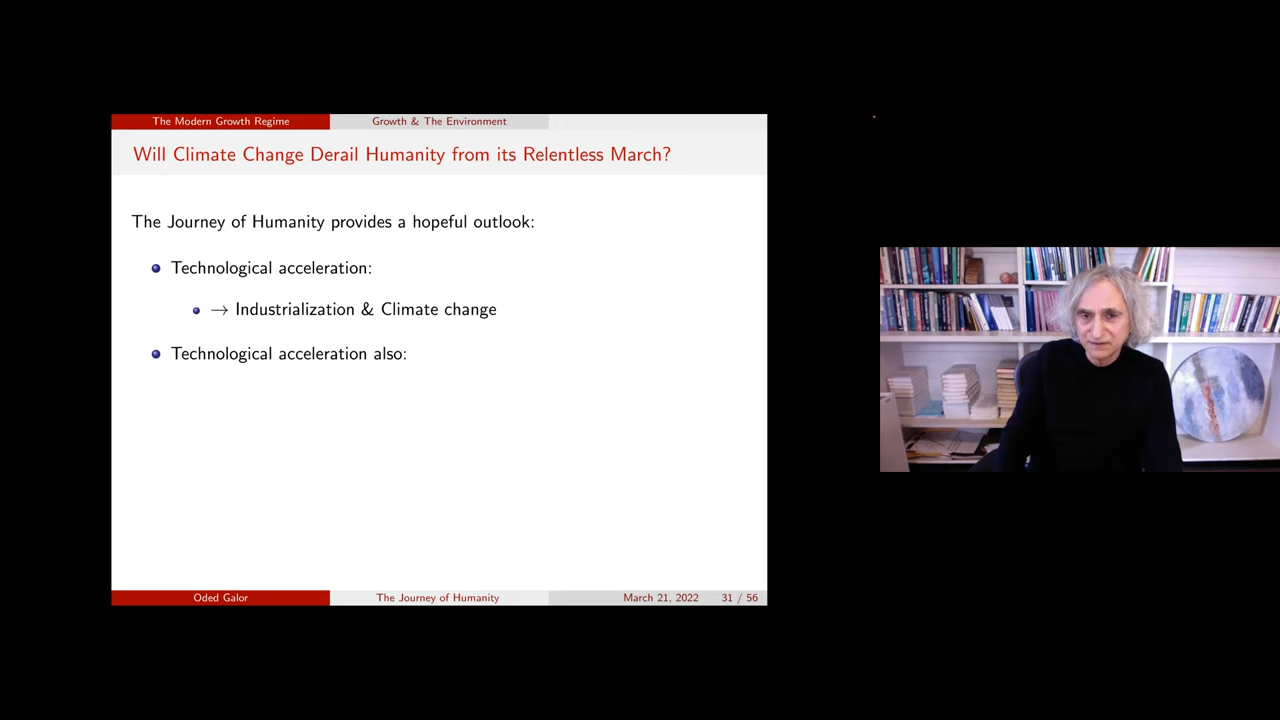 The Modern Growth Regime
Growth & The Environment
Will Climate Change Derail Humanity from its Relentless March?
The Journey of Humanity provides a hopeful outlook:
Technological acceleration:
→ Industrialization & Climate change
Technological acceleration also:
Oded Galor
The Journey of Humanity
March 21, 2022
31 / 56